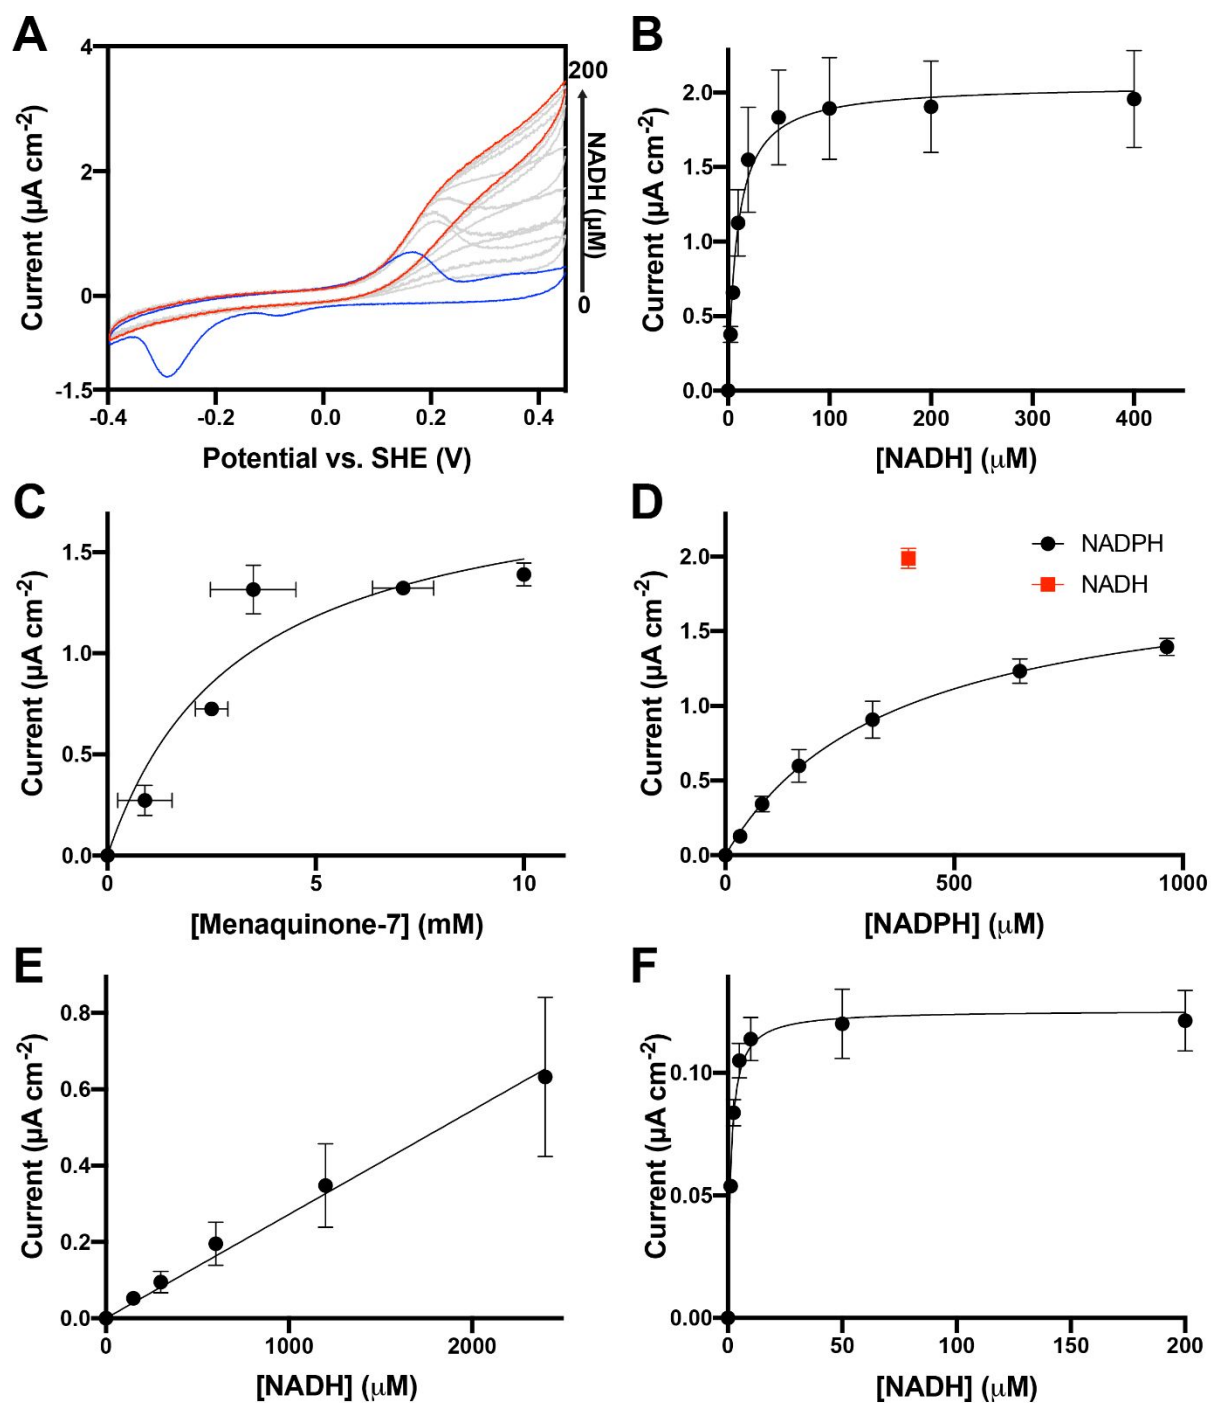 A
4
2
0
-1.5
Current (µA cm-2)
-0.4
-0.2
0.0
0.2
0.4
Potential vs. SHE (V)
200
NADH (µM)
0
B
2.0
1.5
1.0
0.5
0.0
Current (µA cm-2)
0
100
200
300
400
[NADH] (µM)
C
1.5
1.0
0.5
0.0
Current (µA cm-2)
0
5
10
[Menaquinone-7] (mM)
D
2.0
1.5
1.0
0.5
0.0
Current (µA cm-2)
NADPH
NADH
0
500
1000
[NADPH] (µM)
E
0.8
0.6
0.4
0.2
0.0
Current (µA cm-2)
0
1000
2000
[NADH] (µM)
F
0.10
0.05
0.00
Current (µA cm-2)
0
50
100
150
200
[NADH] (µM)